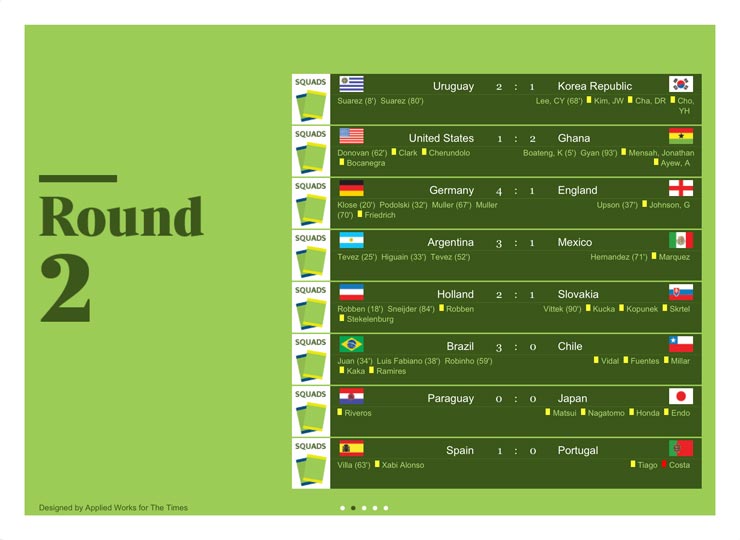 Round
2
SQUADS
Uruguay 2 : 1 Korea Republic
Suarez (8') Suarez (80') Lee, CY (68') Kim, JW Cha, DR Cho,
YH
SQUADS
United States 1 : 2 Ghana
Donovan (62') Clark Cherundolo Boateng, K (5') Gyan (93') Mensah, Jonathan
Bocanegra Ayew, A
SQUADS
Germany 4 : 1 England
Klose (20') Podolski (32') Muller (67') Muller Upson (37') Johnson, G
(70') Friedrich
SQUADS
Argentina 3 : 1 Mexico
Tevez (25') Higuain (33') Tevez (52') Hernandez (71') Marquez
SQUADS
Holland 2 : 1 Slovakia
Robben (18') Sneijder (84') Robben Vittek (90') Kucka Kopunek Skrtel
Stekelenburg
SQUADS
Brazil 3 : 0 Chile
Juan (34') Luis Fabiano (38') Robinho (59') Vidal Fuentes Millar
Kaka Ramires
SQUADS
Paraguay 0 : 0 Japan
Riveros Matsui Nagatomo Honda Endo
SQUADS
Spain 1 : 0 Portugal
Villa (63') Xabi Alonso Tiago Costa
Designed by Applied Works for The Times